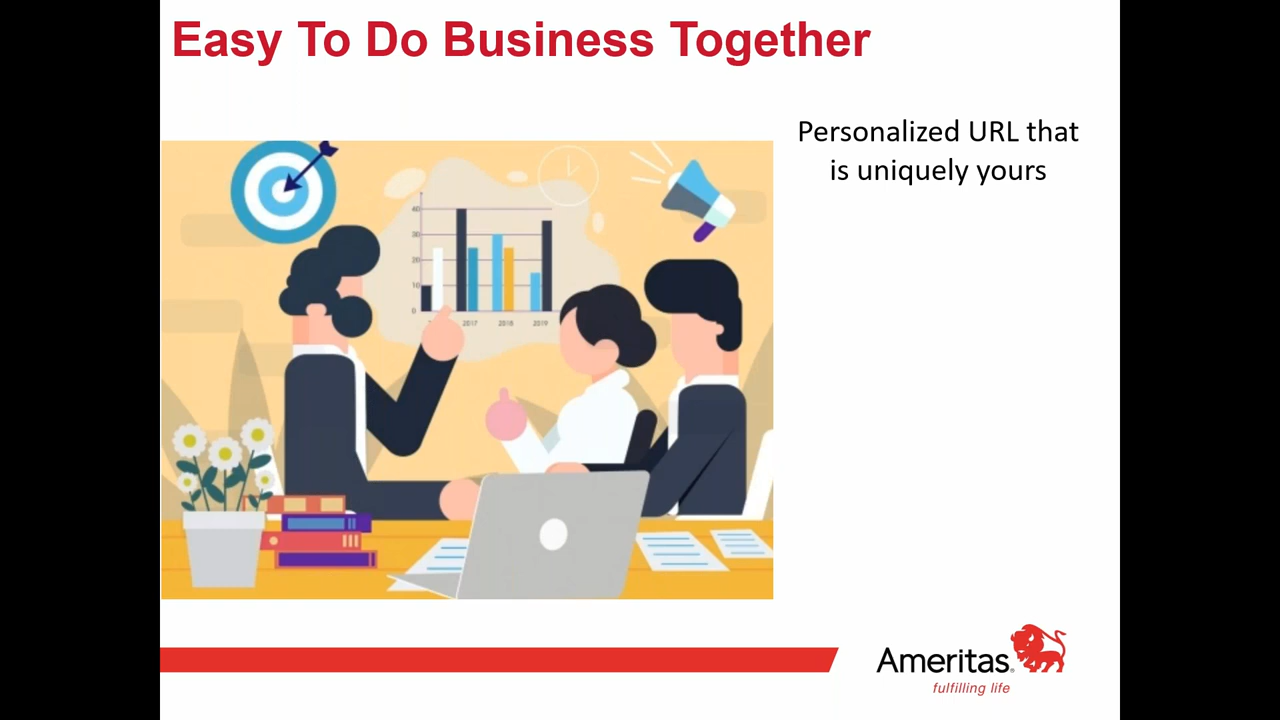 Easy To Do Business Together
Personalized URL that
is uniquely yours
40
30
20
10
0
2017 2018 2019
Ameritas®
fulfilling life